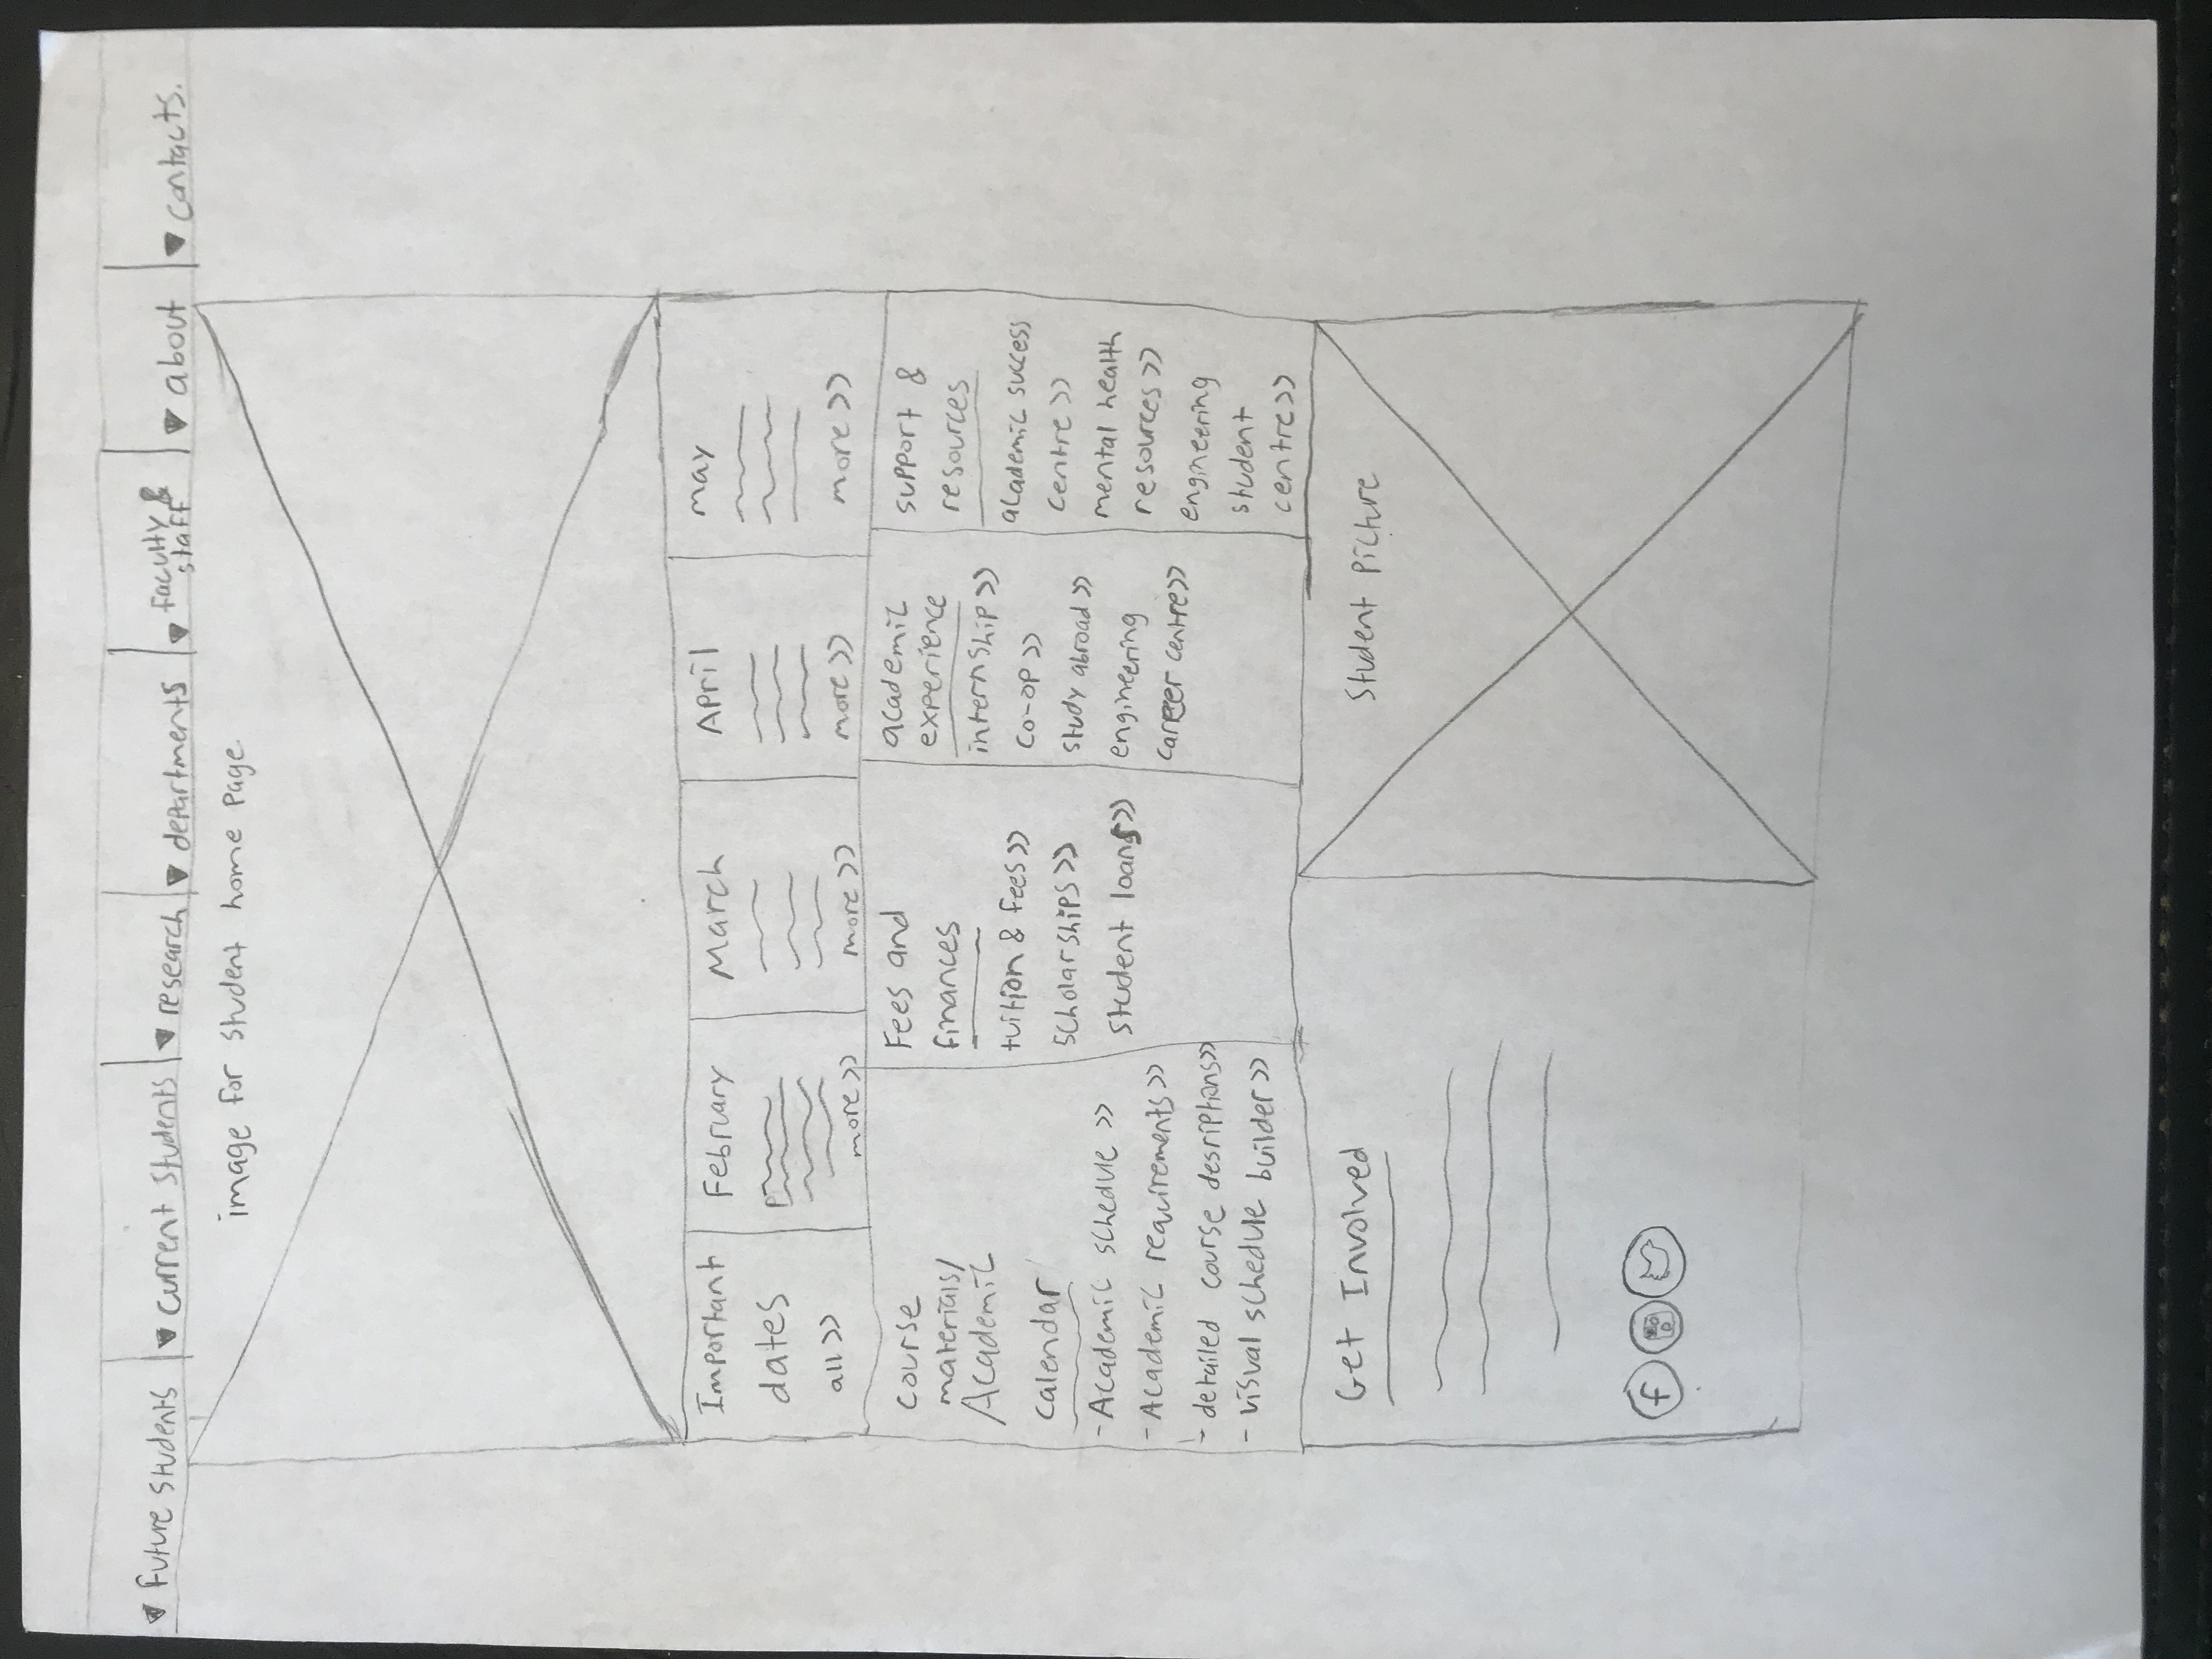 ▼ future students ▼ current students ▼ research ▼ departments ▼ faculty & staff ▼ about ▼ contacts.
image for student home page
Important
dates
all >>
February
more >>
March
more >>
April
more >>
may
more >>
course
materials/
Academic
calendar
- Academic schedule >>
- Academic requirements >>
- detailed course desriptions >>
- visual schedule builder >>
Fees and
finances
tuition & fees >>
scholarships >>
student loans >>
academic
experience
internship >>
co-op >>
study abroad >>
engineering
career centre >>
support &
resources
academic success
centre >>
mental health
resources >>
engineering
student
centre >>
Get Involved
f
Student Picture